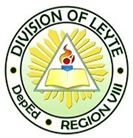 DIVISION OF LEYTE
DepEd
REGION VIII